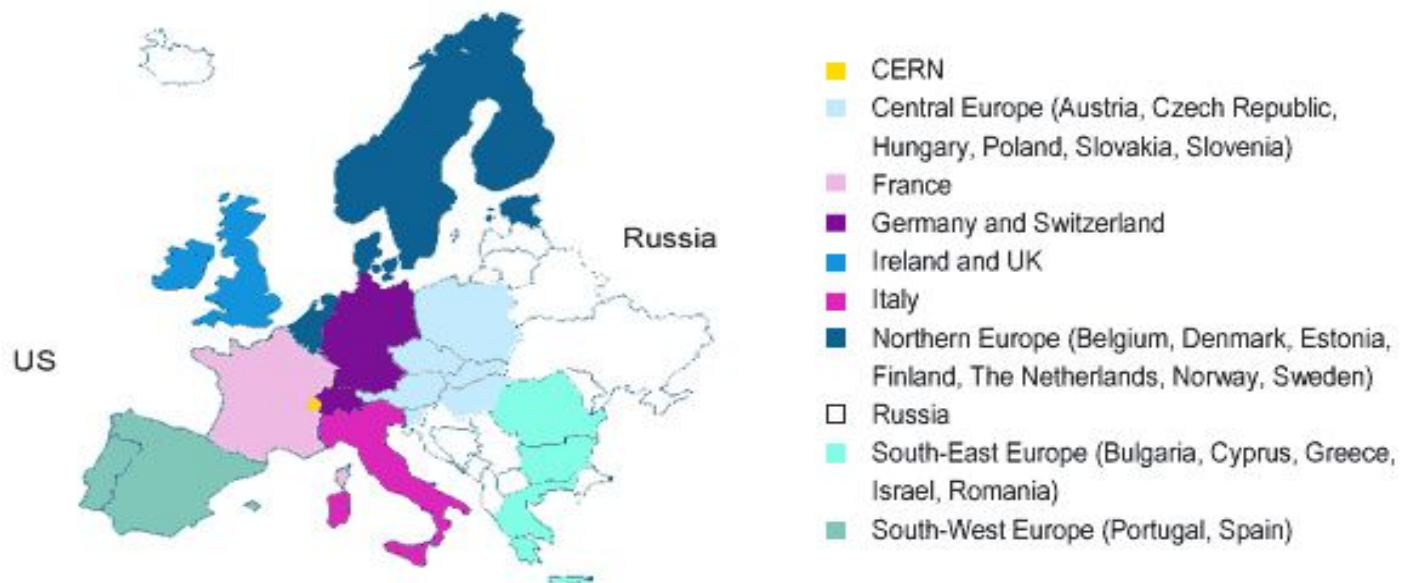 CERN
Central Europe (Austria, Czech Republic,
Hungary, Poland, Slovakia, Slovenia)
France
Germany and Switzerland
Russia
Ireland and UK
Italy
Northern Europe (Belgium, Denmark, Estonia,
US
Finland, The Netherlands, Norway, Sweden)
Russia
South-East Europe (Bulgaria, Cyprus, Greece,
Israel, Romania)
South-West Europe (Portugal, Spain)